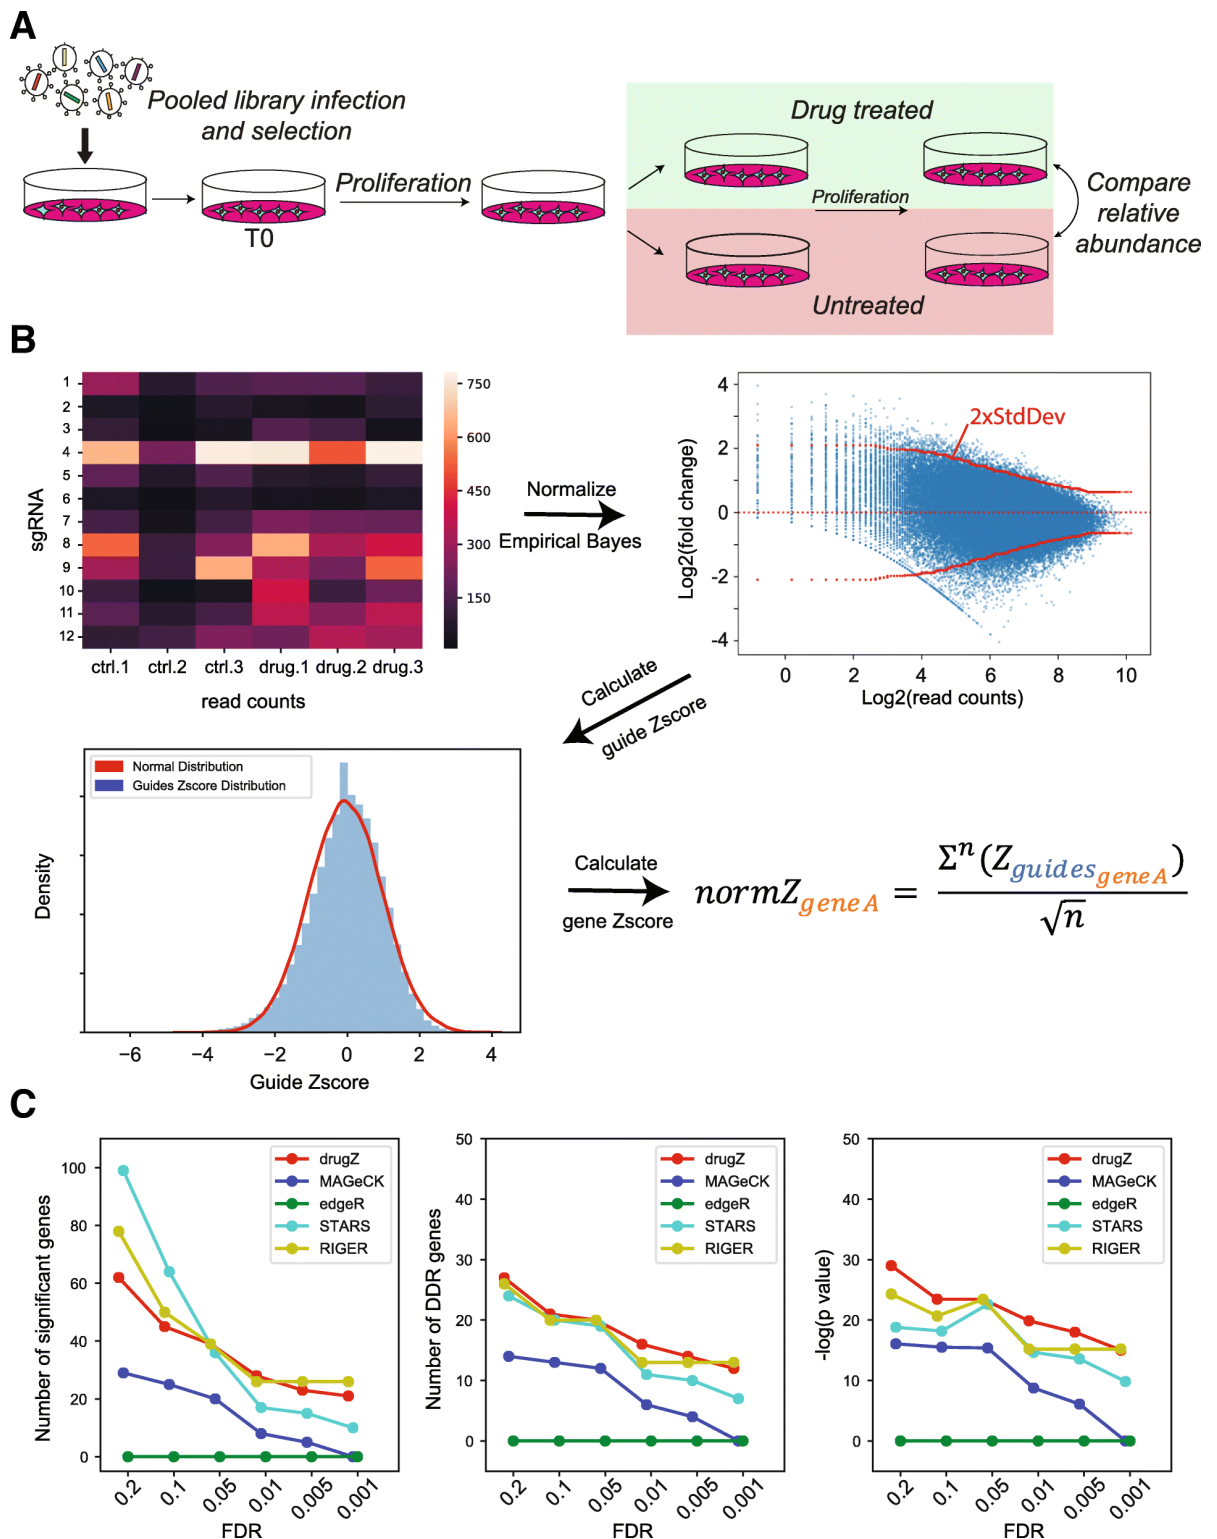 A
Pooled library infection
and selection
T0
Proliferation
Drug treated
Proliferation
Untreated
Compare
relative
abundance
B
sgRNA
1
2
3
4
5
6
7
8
9
10
11
12
ctrl.1 ctrl.2 ctrl.3 drug.1 drug.2 drug.3
read counts
750
600
450
300
150
Normalize
Empirical Bayes
Log2(fold change)
4
2
0
-2
-4
2xStdDev
0 2 4 6 8 10
Log2(read counts)
Calculate
guide Zscore
Normal Distribution
Guides Zscore Distribution
Density
−6 −4 −2 0 2 4
Guide Zscore
Calculate
gene Zscore
normZ_geneA = Σⁿ(Z_guides_geneA) / √n
C
Number of significant genes
100
80
60
40
20
0
drugZ
MAGeCK
edgeR
STARS
RIGER
0.2 0.1 0.05 0.01 0.005 0.001
FDR
Number of DDR genes
50
40
30
20
10
0
drugZ
MAGeCK
edgeR
STARS
RIGER
0.2 0.1 0.05 0.01 0.005 0.001
FDR
-log(p value)
50
40
30
20
10
0
drugZ
MAGeCK
edgeR
STARS
RIGER
0.2 0.1 0.05 0.01 0.005 0.001
FDR